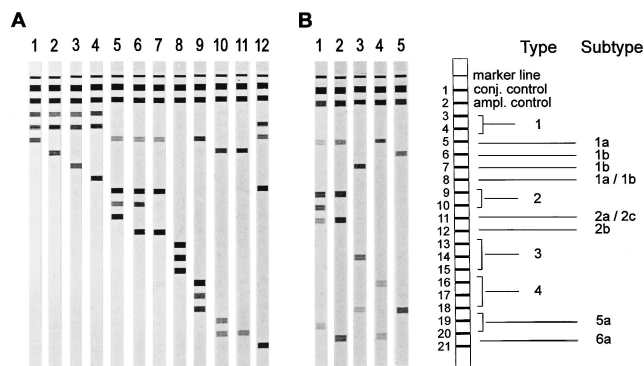 A
B
1 2 3 4 5 6 7 8 9 10 11 12
1 2 3 4 5
Type
Subtype
marker line
1 conj. control
2 ampl. control
3
4
1
5 1a
6 1b
7 1b
8 1a / 1b
9
10
2
11 2a / 2c
12 2b
13
14
15
3
16
17
18
4
19
20
5a
21 6a